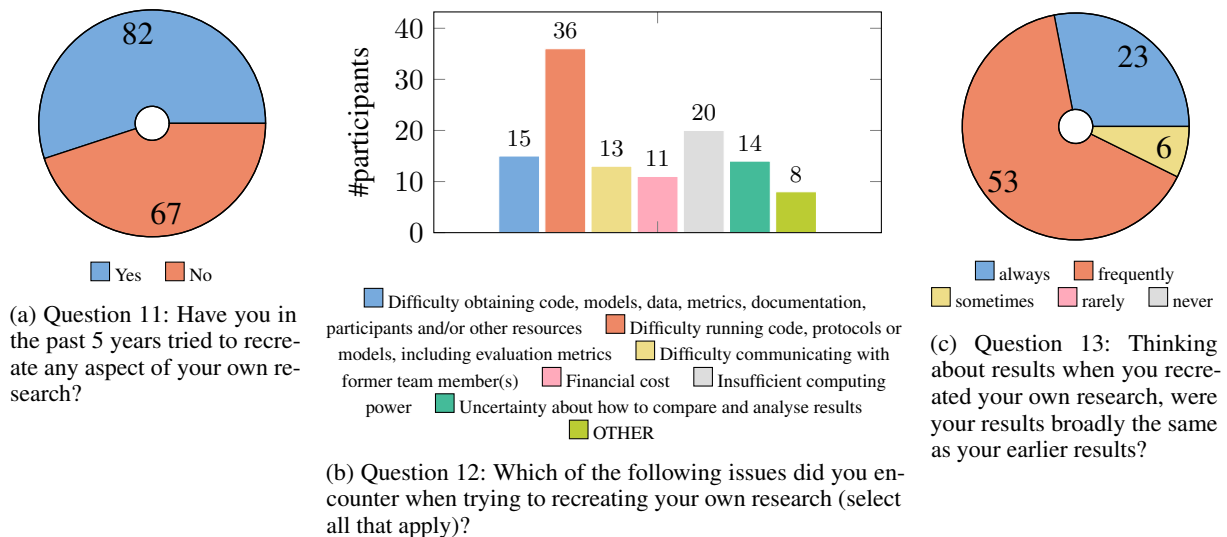 82
67
Yes No
(a) Question 11: Have you in
the past 5 years tried to recre-
ate any aspect of your own re-
search?
#participants
40
30
20
10
0
15
36
13
11
20
14
8
Difficulty obtaining code, models, data, metrics, documentation,
participants and/or other resources Difficulty running code, protocols or
models, including evaluation metrics Difficulty communicating with
former team member(s) Financial cost Insufficient computing
power Uncertainty about how to compare and analyse results
OTHER
(b) Question 12: Which of the following issues did you en-
counter when trying to recreating your own research (select
all that apply)?
23
6
53
always frequently
sometimes rarely never
(c) Question 13: Thinking
about results when you recre-
ated your own research, were
your results broadly the same
as your earlier results?